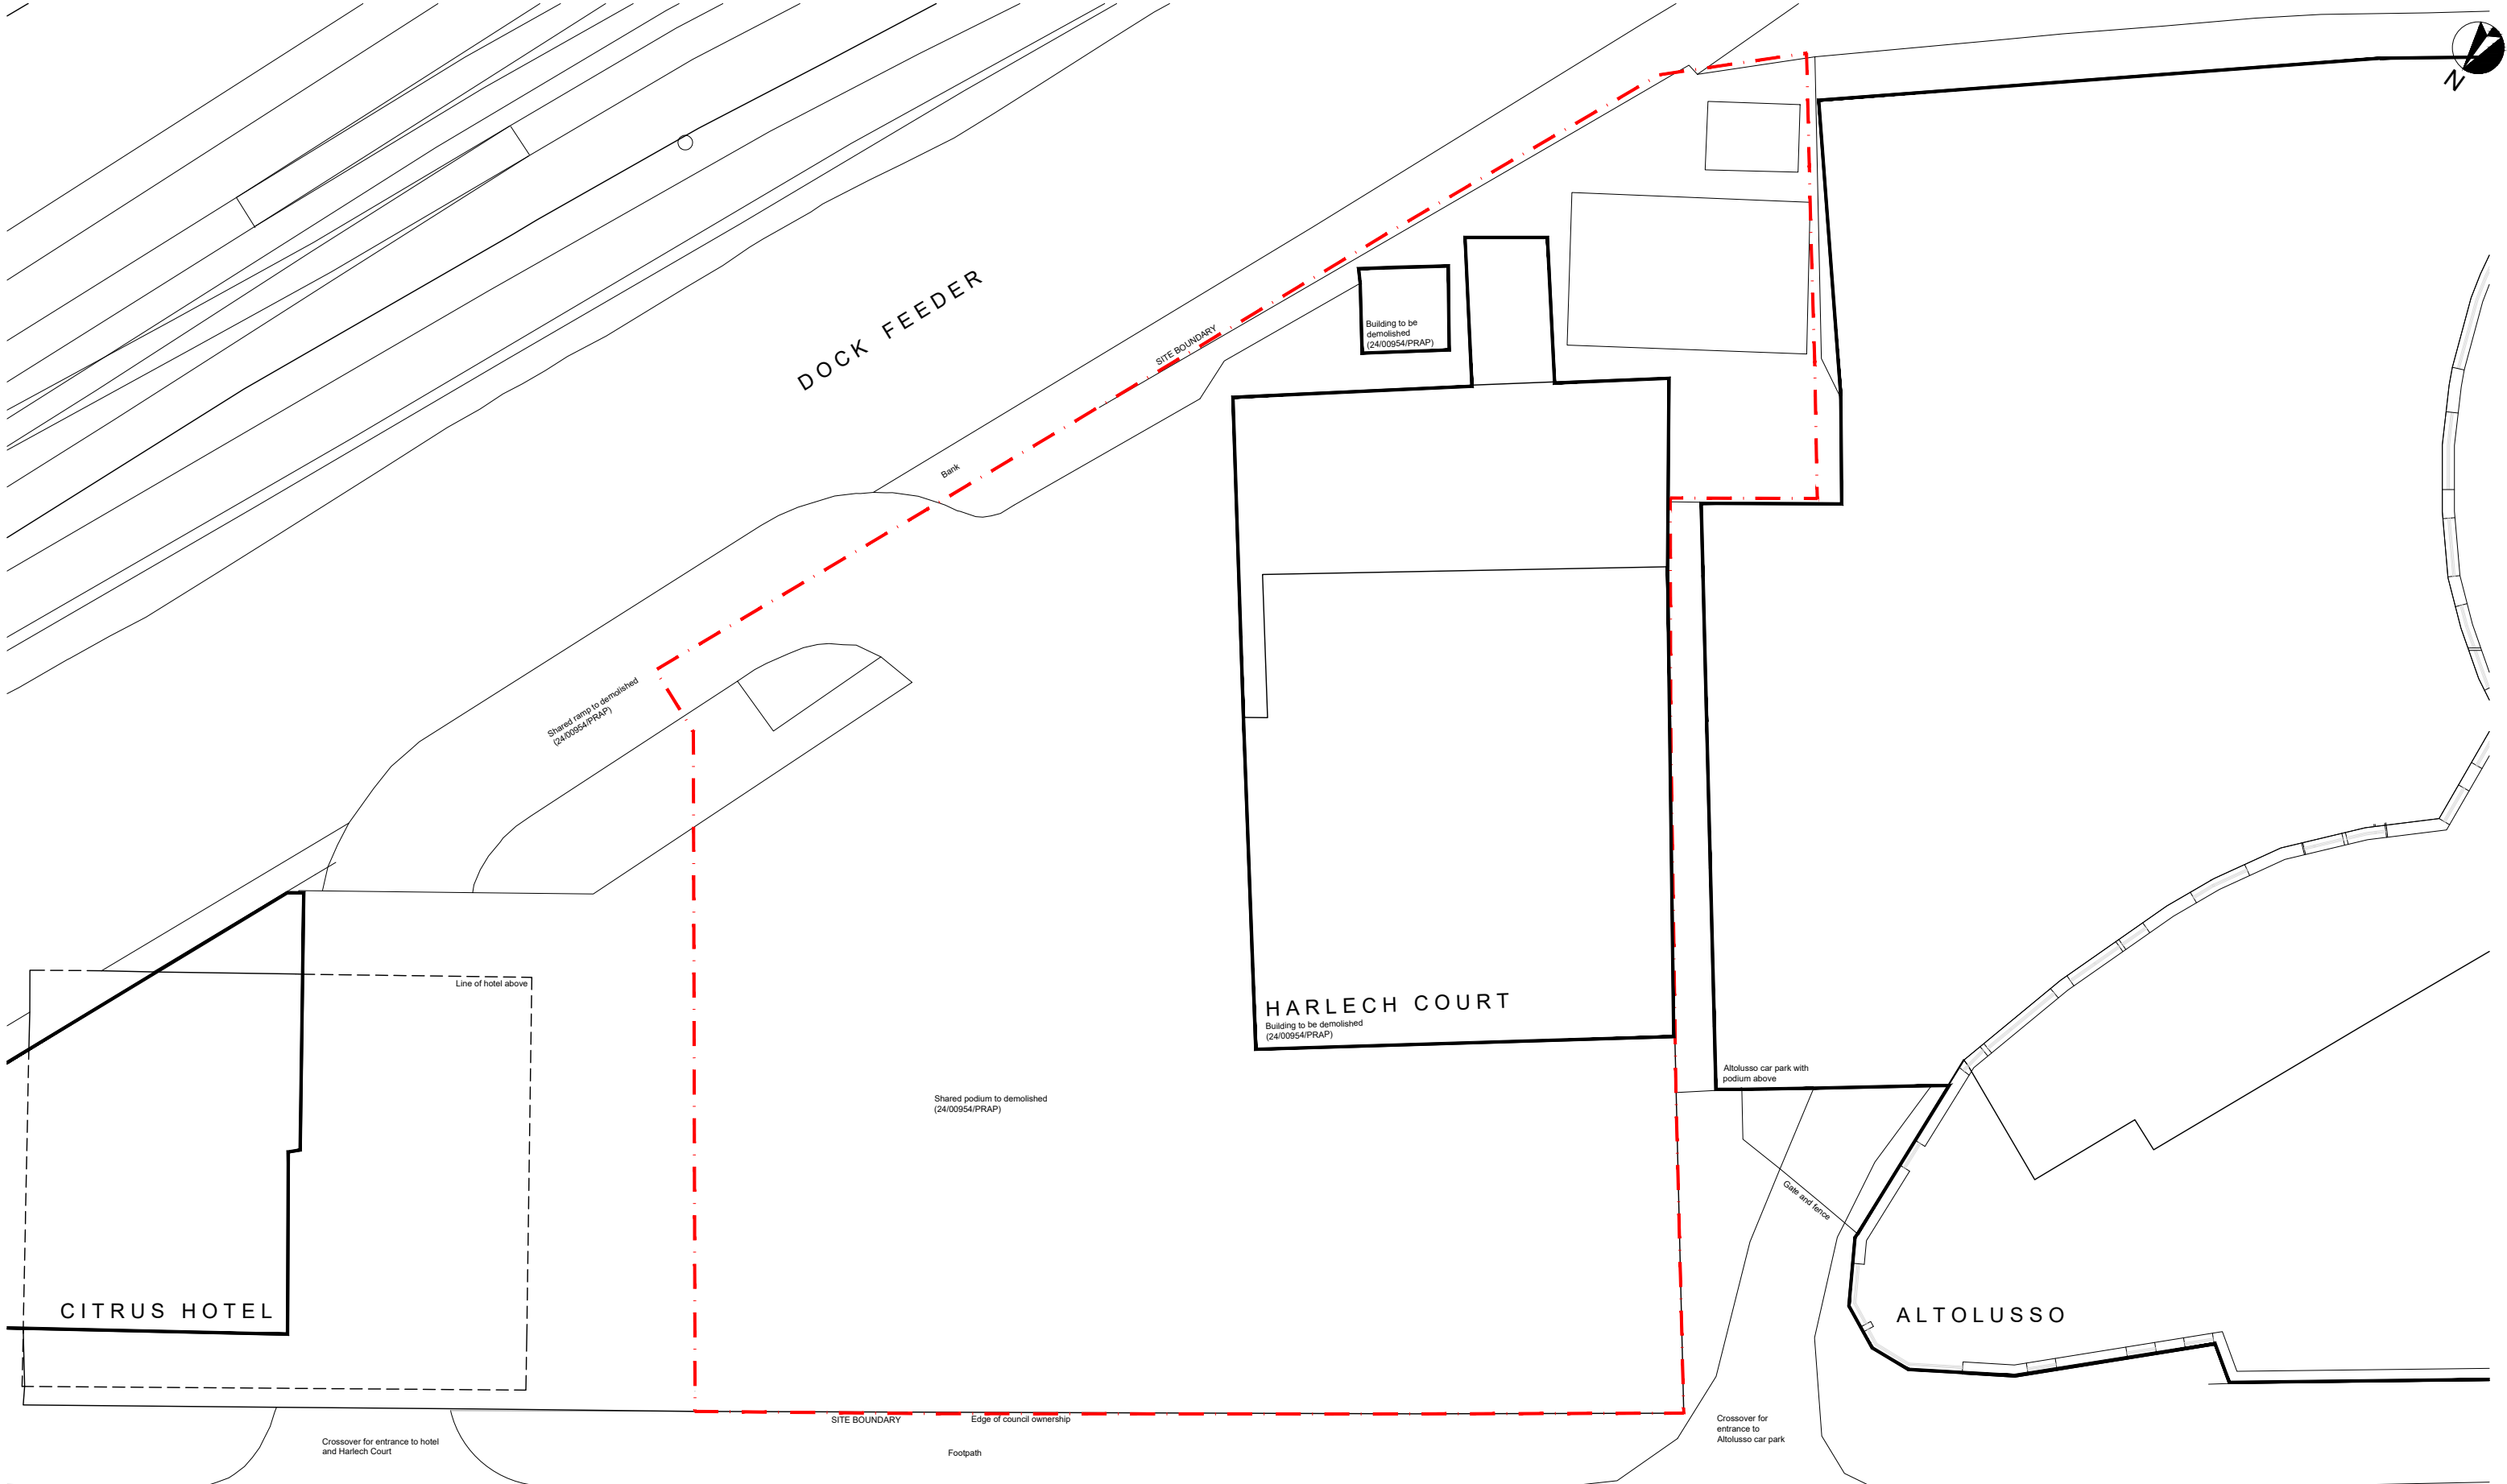 N
DOCK FEEDER
SITE BOUNDARY
Building to be
demolished
(24/00954/PRAP)
Bank
Shared ramp to demolished
(24/00954/PRAP)
Line of hotel above
HARLECH COURT
Building to be demolished
(24/00954/PRAP)
Altolusso car park with
podium above
Shared podium to demolished
(24/00954/PRAP)
Gate and fence
CITRUS HOTEL
ALTOLUSSO
SITE BOUNDARY
Edge of council ownership
Crossover for entrance to hotel
and Harlech Court
Footpath
Crossover for
entrance to
Altolusso car park